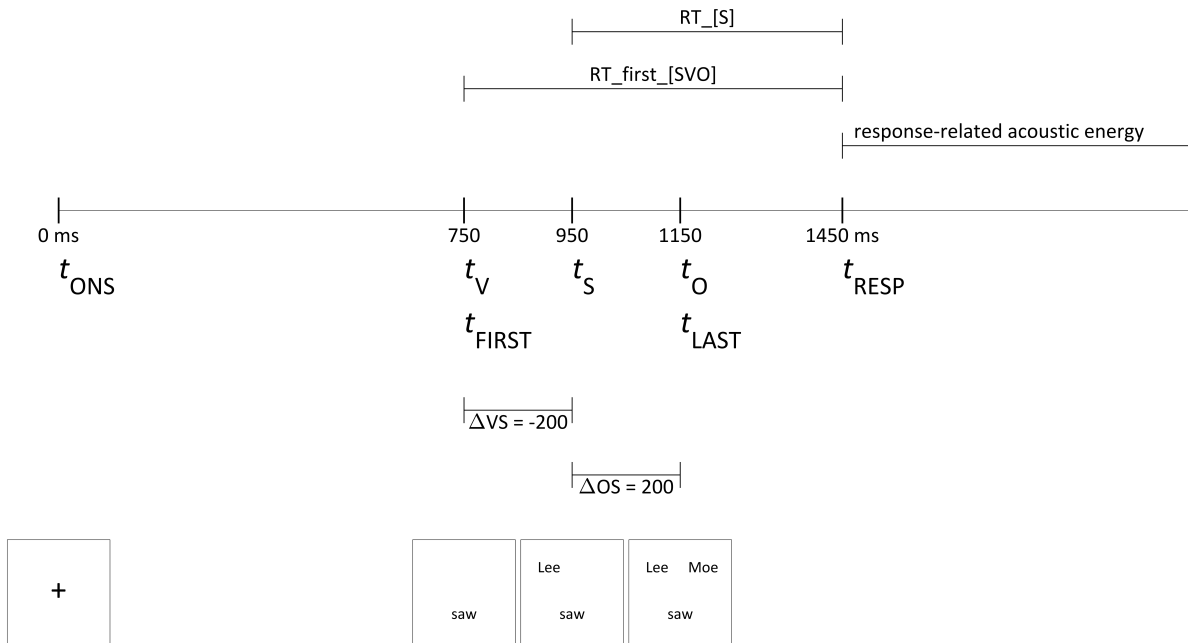 RT_[S]
RT_first_[SVO]
response-related acoustic energy
0 ms 750 950 1150 1450 ms
tONS tV tS tO tRESP
tFIRST tLAST
ΔVS = -200
ΔOS = 200
+
saw
Lee
saw
Lee Moe
saw